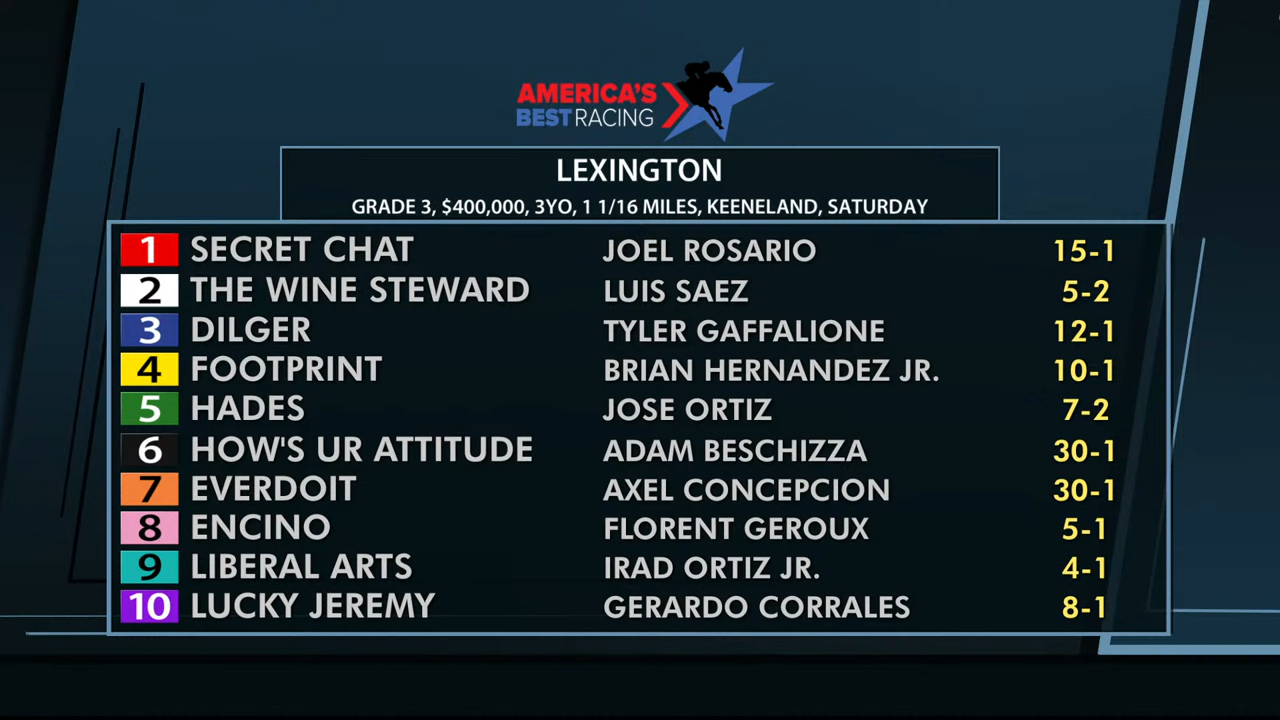 AMERICA'S
BEST RACING
LEXINGTON
GRADE 3, $400,000, 3YO, 1 1/16 MILES, KEENELAND, SATURDAY
1 SECRET CHAT JOEL ROSARIO 15-1
2 THE WINE STEWARD LUIS SAEZ 5-2
3 DILGER TYLER GAFFALIONE 12-1
4 FOOTPRINT BRIAN HERNANDEZ JR. 10-1
5 HADES JOSE ORTIZ 7-2
6 HOW'S UR ATTITUDE ADAM BESCHIZZA 30-1
7 EVERDOIT AXEL CONCEPCION 30-1
8 ENCINO FLORENT GEROUX 5-1
9 LIBERAL ARTS IRAD ORTIZ JR. 4-1
10 LUCKY JEREMY GERARDO CORRALES 8-1